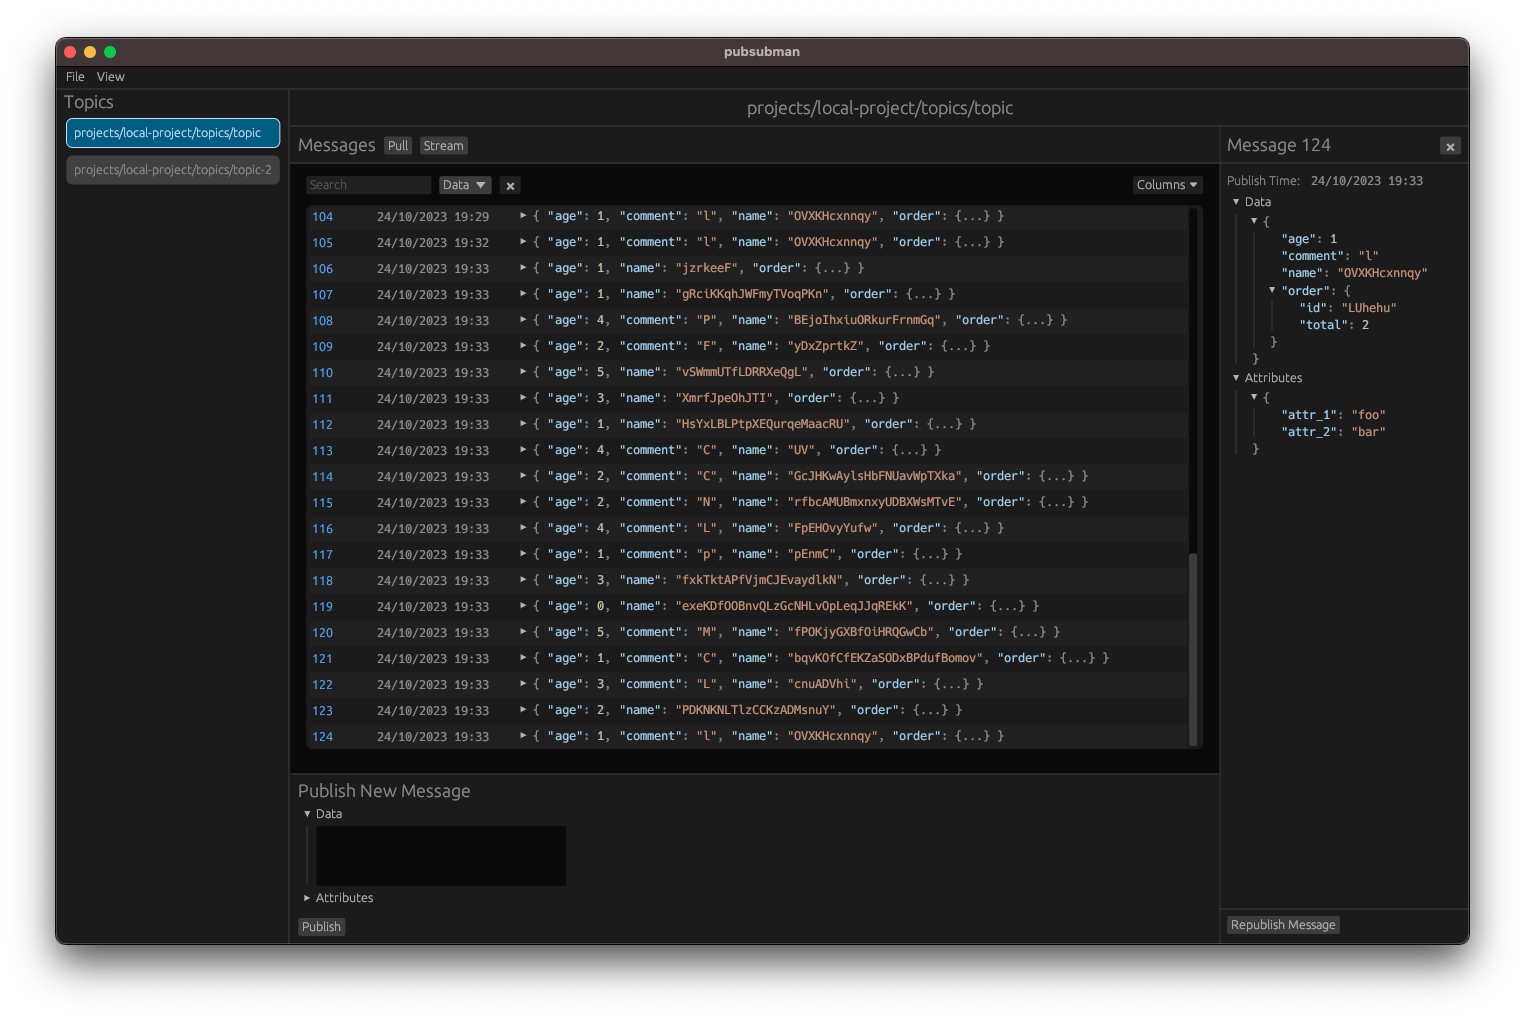 pubsubman
File View
Topics
projects/local-project/topics/topic
projects/local-project/topics/topic-2
projects/local-project/topics/topic
Messages Pull Stream
Search Data Columns
104 24/10/2023 19:29 { "age": 1, "comment": "l", "name": "OVXKHcxnnqy", "order": {...} }
105 24/10/2023 19:32 { "age": 1, "comment": "l", "name": "OVXKHcxnnqy", "order": {...} }
106 24/10/2023 19:33 { "age": 1, "name": "jzrkeeF", "order": {...} }
107 24/10/2023 19:33 { "age": 1, "name": "gRciKKqhJWFmyTVoqPKn", "order": {...} }
108 24/10/2023 19:33 { "age": 4, "comment": "P", "name": "BEjoIhxiuORkurFrnmGq", "order": {...} }
109 24/10/2023 19:33 { "age": 2, "comment": "F", "name": "yDxZprtkZ", "order": {...} }
110 24/10/2023 19:33 { "age": 5, "name": "vSWmmUTfLDRRXeQgL", "order": {...} }
111 24/10/2023 19:33 { "age": 3, "name": "XmrfJpeOhJTI", "order": {...} }
112 24/10/2023 19:33 { "age": 1, "name": "HsYxLBLPtpXEQurqeMaacRU", "order": {...} }
113 24/10/2023 19:33 { "age": 4, "comment": "C", "name": "UV", "order": {...} }
114 24/10/2023 19:33 { "age": 2, "comment": "C", "name": "GcJHKwAylsHbFNUavWpTXka", "order": {...} }
115 24/10/2023 19:33 { "age": 2, "comment": "N", "name": "rfbcAMUBmxnxyUDBXWsMTvE", "order": {...} }
116 24/10/2023 19:33 { "age": 4, "comment": "L", "name": "FpEHOvyYufw", "order": {...} }
117 24/10/2023 19:33 { "age": 1, "comment": "p", "name": "pEnmC", "order": {...} }
118 24/10/2023 19:33 { "age": 3, "name": "fxkTktAPfVjmCJEvaydlkN", "order": {...} }
119 24/10/2023 19:33 { "age": 0, "name": "exeKDfOOBnvQLzGcNHLvOpLeqJJqREkK", "order": {...} }
120 24/10/2023 19:33 { "age": 5, "comment": "M", "name": "fPOKjyGXBfOiHRQGwCb", "order": {...} }
121 24/10/2023 19:33 { "age": 1, "comment": "C", "name": "bqvKOfCfEKZaSODxBPdufBomov", "order": {...} }
122 24/10/2023 19:33 { "age": 3, "comment": "L", "name": "cnuADVhi", "order": {...} }
123 24/10/2023 19:33 { "age": 2, "name": "PDKNKNLTlzCCKzADMsnuY", "order": {...} }
124 24/10/2023 19:33 { "age": 1, "comment": "l", "name": "OVXKHcxnnqy", "order": {...} }
Publish New Message
Data
Attributes
Publish
Message 124
Publish Time: 24/10/2023 19:33
Data
{
"age": 1
"comment": "l"
"name": "OVXKHcxnnqy"
"order": {
"id": "LUhehu"
"total": 2
}
}
Attributes
{
"attr_1": "foo"
"attr_2": "bar"
}
Republish Message